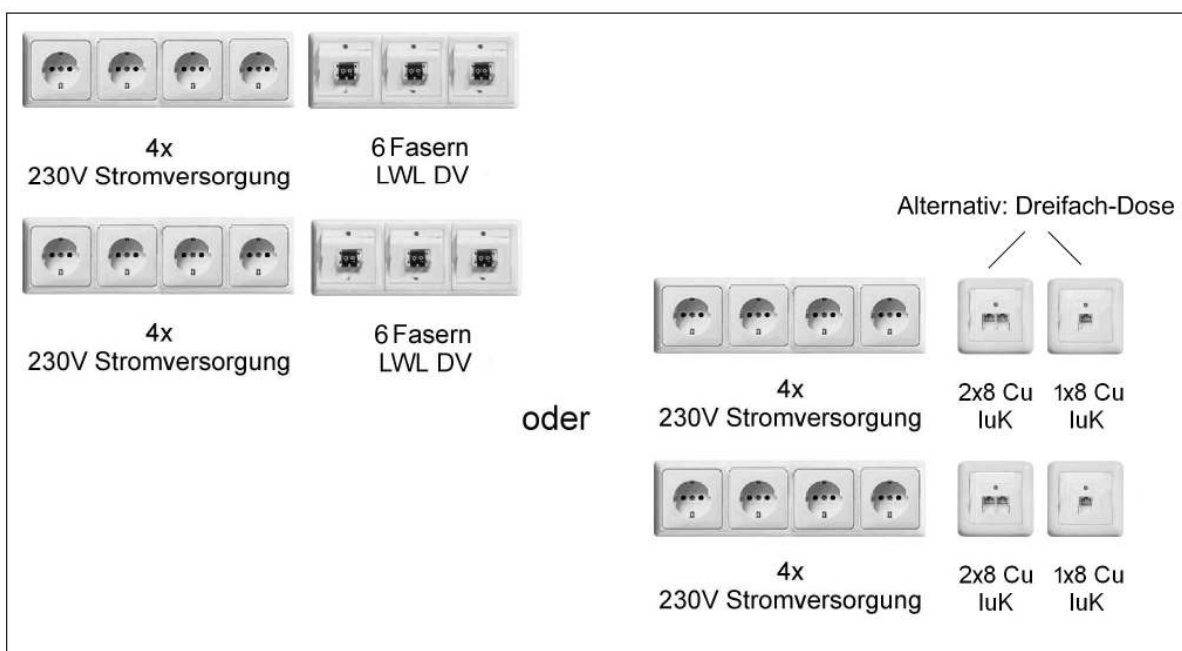 4x
230V Stromversorgung
6 Fasern
LWL DV
4x
230V Stromversorgung
6 Fasern
LWL DV
oder
Alternativ: Dreifach-Dose
4x
230V Stromversorgung
2x8 Cu
IuK
1x8 Cu
IuK
4x
230V Stromversorgung
2x8 Cu
IuK
1x8 Cu
IuK